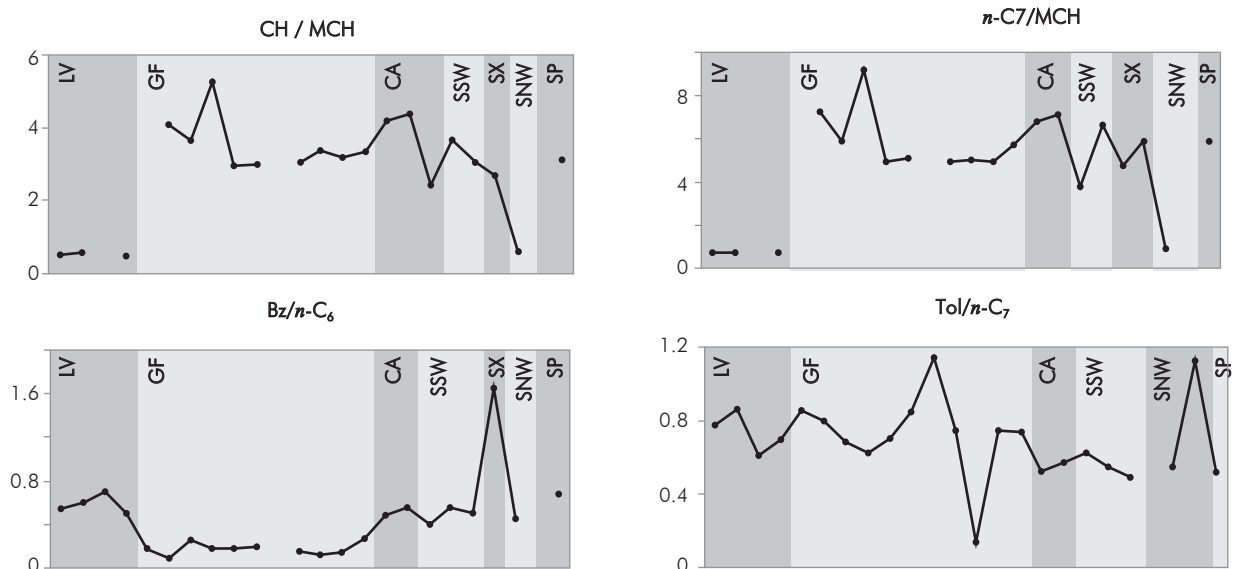 CH / MCH
6
4
2
0
LV
GF
CA
SSW
SX
SNW
SP
n-C7/MCH
8
4
0
LV
GF
CA
SSW
SX
SNW
SP
Bz/n-C₆
1.6
0.8
0
LV
GF
CA
SSW
SX
SNW
SP
Tol/n-C₇
1.2
0.8
0.4
0
LV
GF
CA
SSW
SNW
SP